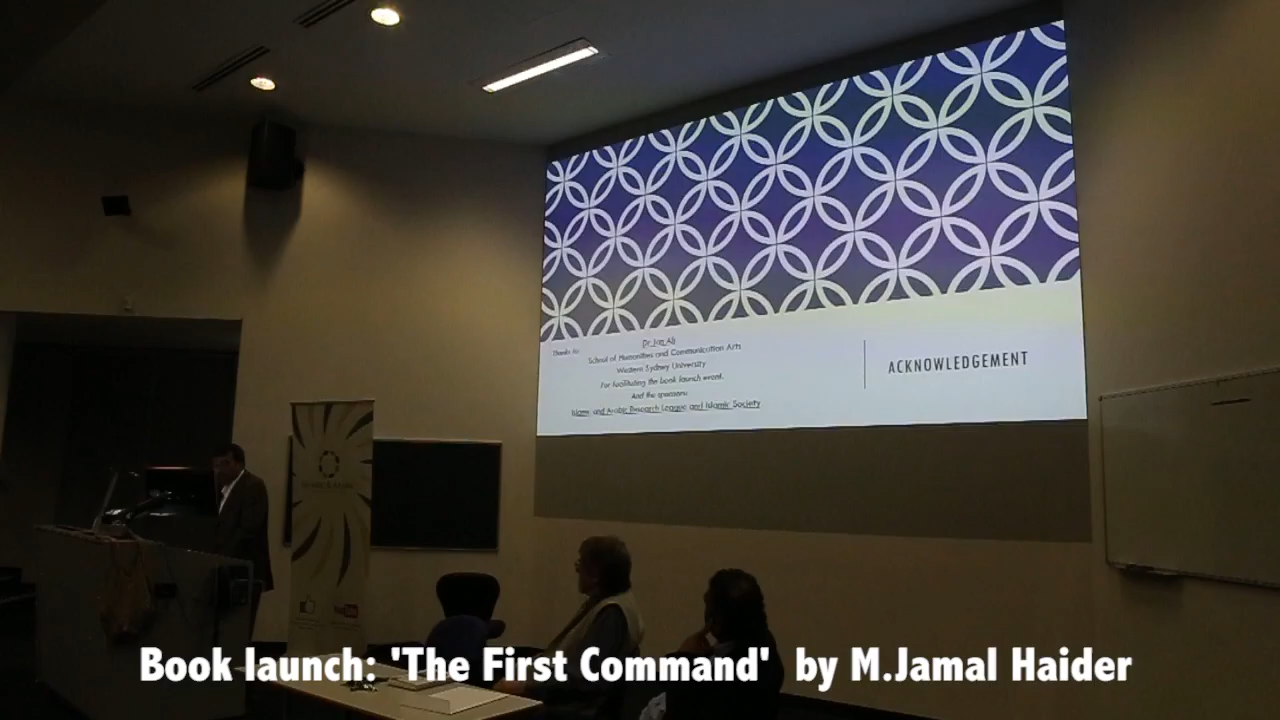 Thanks to:
Dr Jan Ali
School of Humanities and Communication Arts
Western Sydney University
For facilitating the book launch event.
And the sponsors:
Islamic and Arabic Research League and Islamic Society
ACKNOWLEDGEMENT
YouTube
Book launch: 'The First Command' by M.Jamal Haider